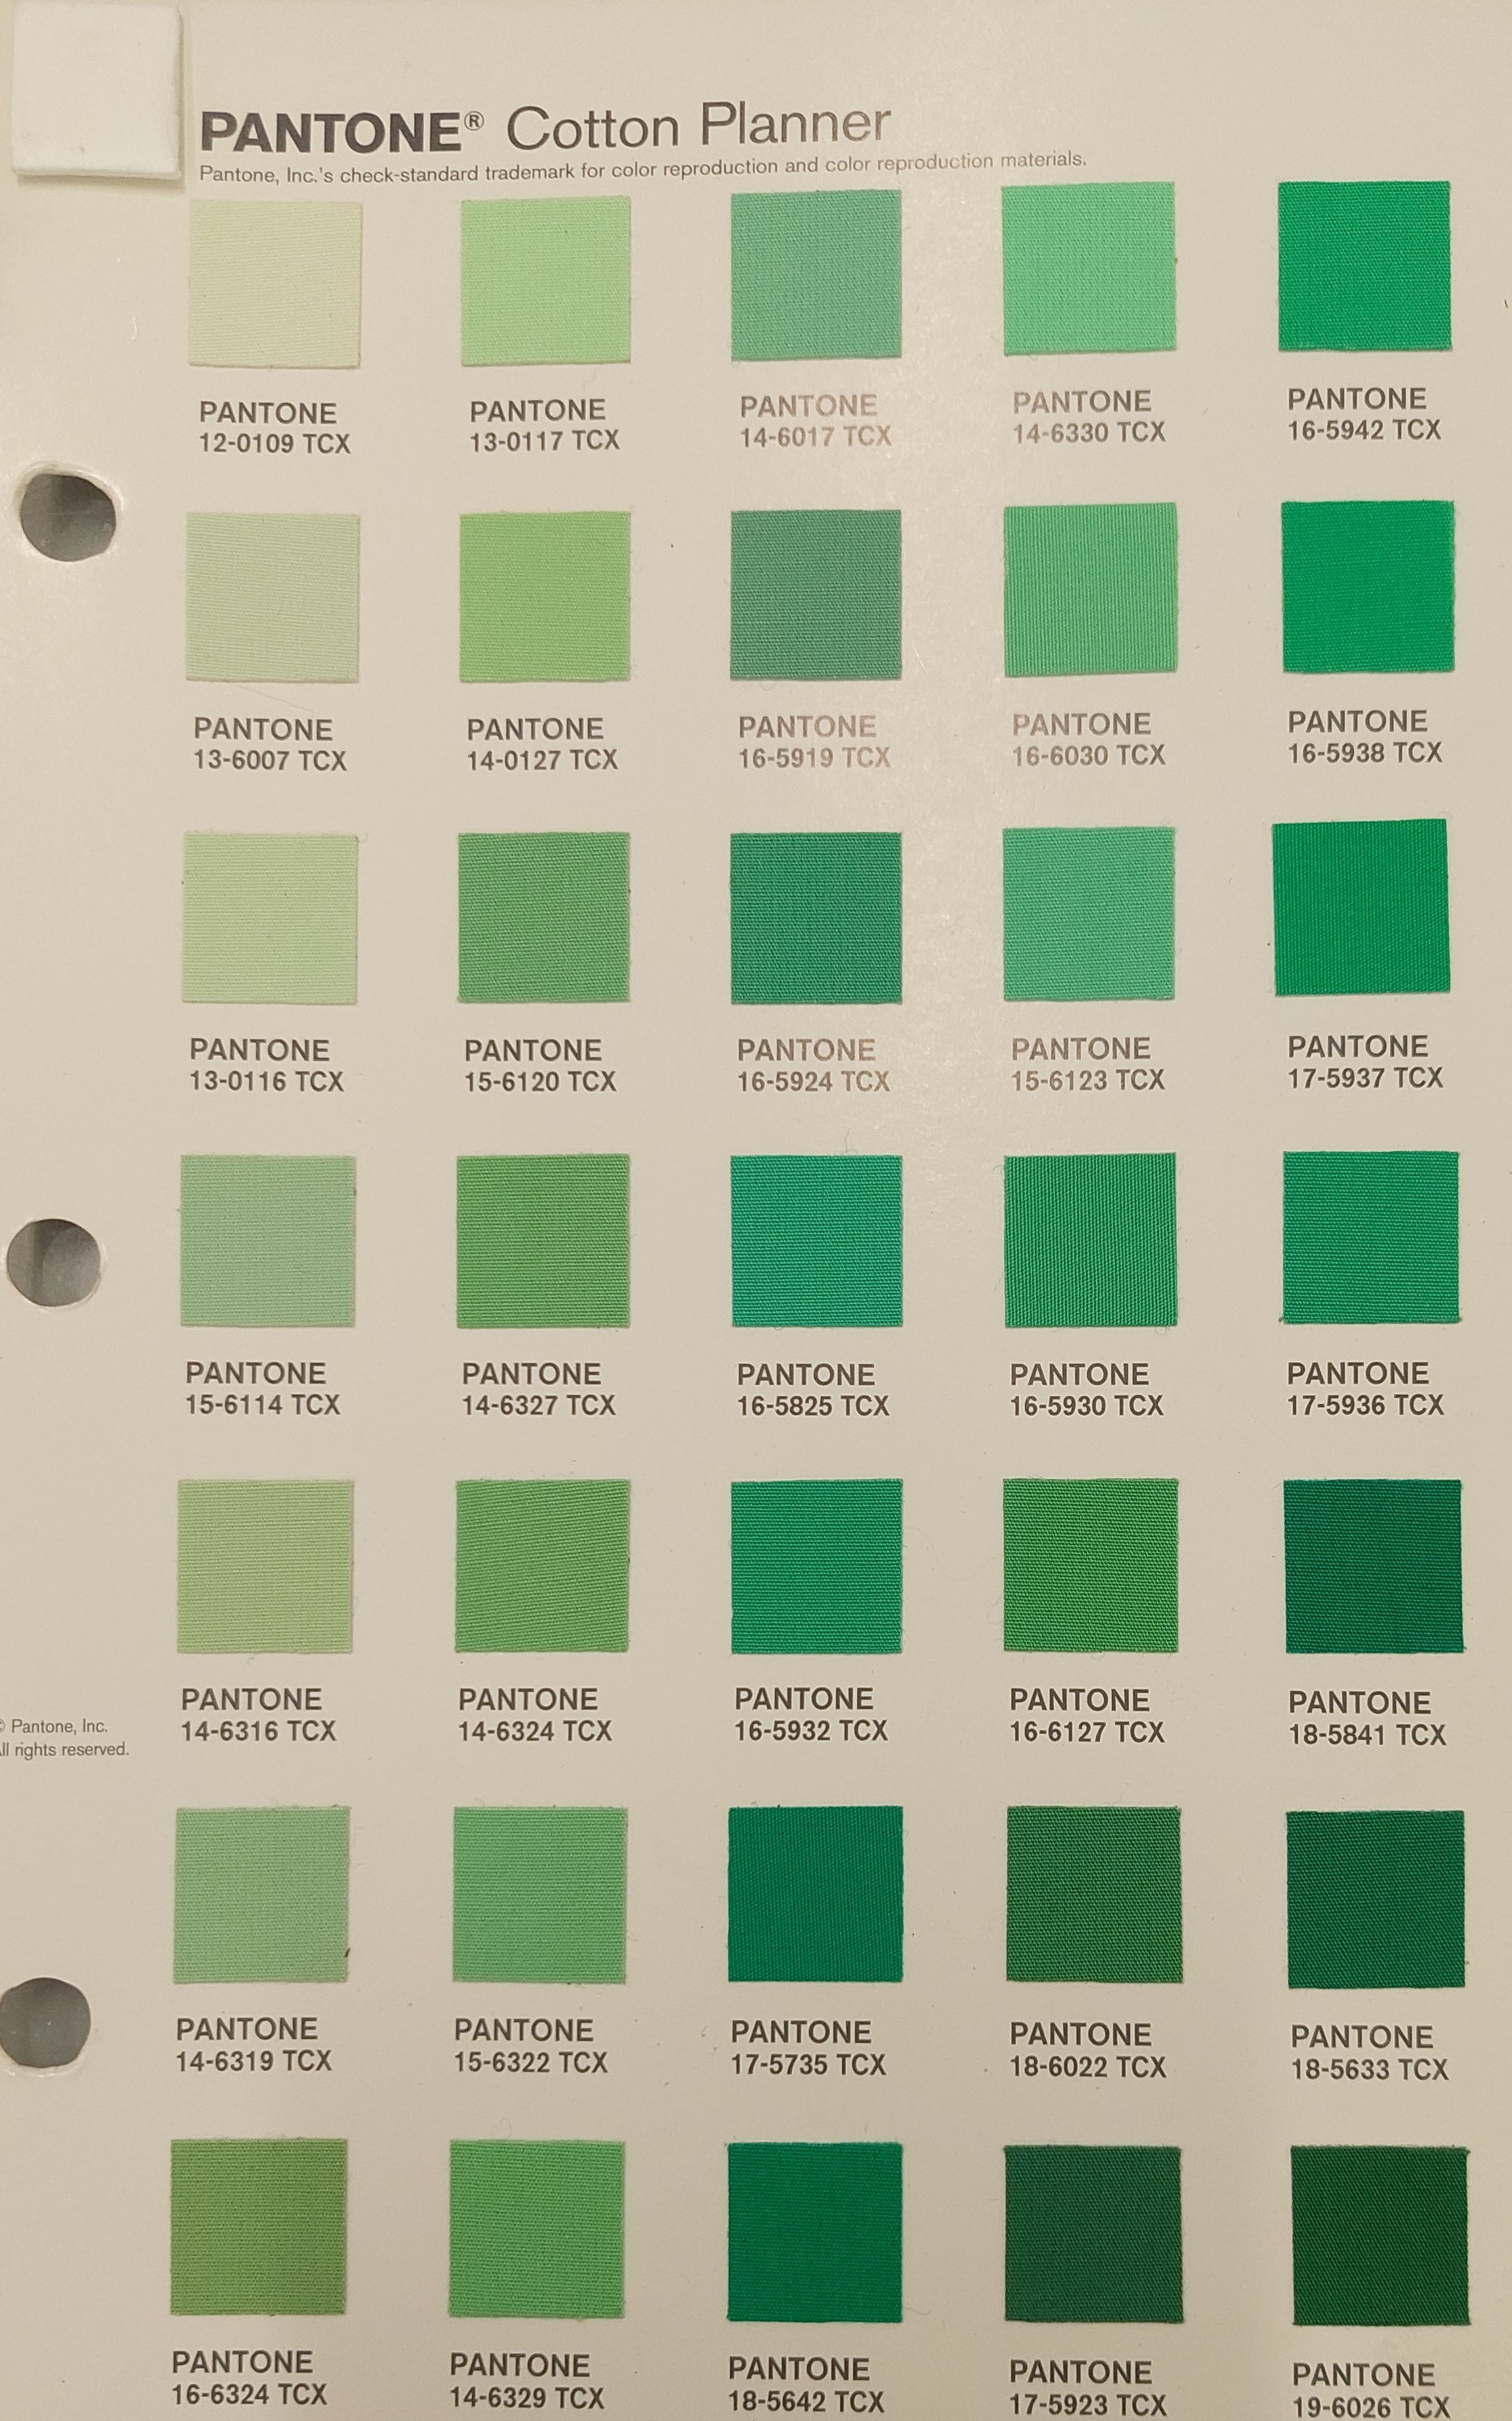 PANTONE® Cotton Planner
Pantone, Inc.'s check-standard trademark for color reproduction and color reproduction materials.
PANTONE PANTONE PANTONE PANTONE PANTONE
12-0109 TCX 13-0117 TCX 14-6017 TCX 14-6330 TCX 16-5942 TCX
PANTONE PANTONE PANTONE PANTONE PANTONE
13-6007 TCX 14-0127 TCX 16-5919 TCX 16-6030 TCX 16-5938 TCX
PANTONE PANTONE PANTONE PANTONE PANTONE
13-0116 TCX 15-6120 TCX 16-5924 TCX 15-6123 TCX 17-5937 TCX
PANTONE PANTONE PANTONE PANTONE PANTONE
15-6114 TCX 14-6327 TCX 16-5825 TCX 16-5930 TCX 17-5936 TCX
PANTONE PANTONE PANTONE PANTONE PANTONE
14-6316 TCX 14-6324 TCX 16-5932 TCX 16-6127 TCX 18-5841 TCX
© Pantone, Inc.
All rights reserved.
PANTONE PANTONE PANTONE PANTONE PANTONE
14-6319 TCX 15-6322 TCX 17-5735 TCX 18-6022 TCX 18-5633 TCX
PANTONE PANTONE PANTONE PANTONE PANTONE
16-6324 TCX 14-6329 TCX 18-5642 TCX 17-5923 TCX 19-6026 TCX